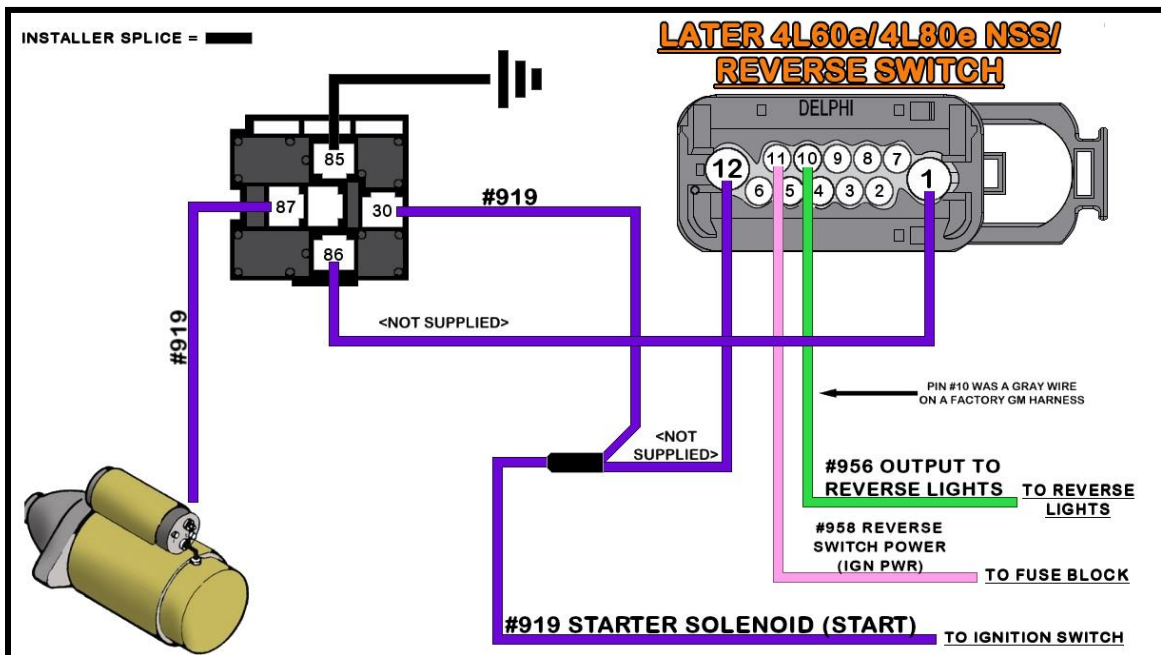 INSTALLER SPLICE =
LATER 4L60e/4L80e NSS/
REVERSE SWITCH
DELPHI
85
87
30
86
#919
#919
12
11
10
9
8
7
6
5
4
3
2
1
<NOT SUPPLIED>
PIN #10 WAS A GRAY WIRE
ON A FACTORY GM HARNESS
<NOT
SUPPLIED>
#956 OUTPUT TO
REVERSE LIGHTS
TO REVERSE
LIGHTS
#958 REVERSE
SWITCH POWER
(IGN PWR)
TO FUSE BLOCK
#919 STARTER SOLENOID (START)
TO IGNITION SWITCH